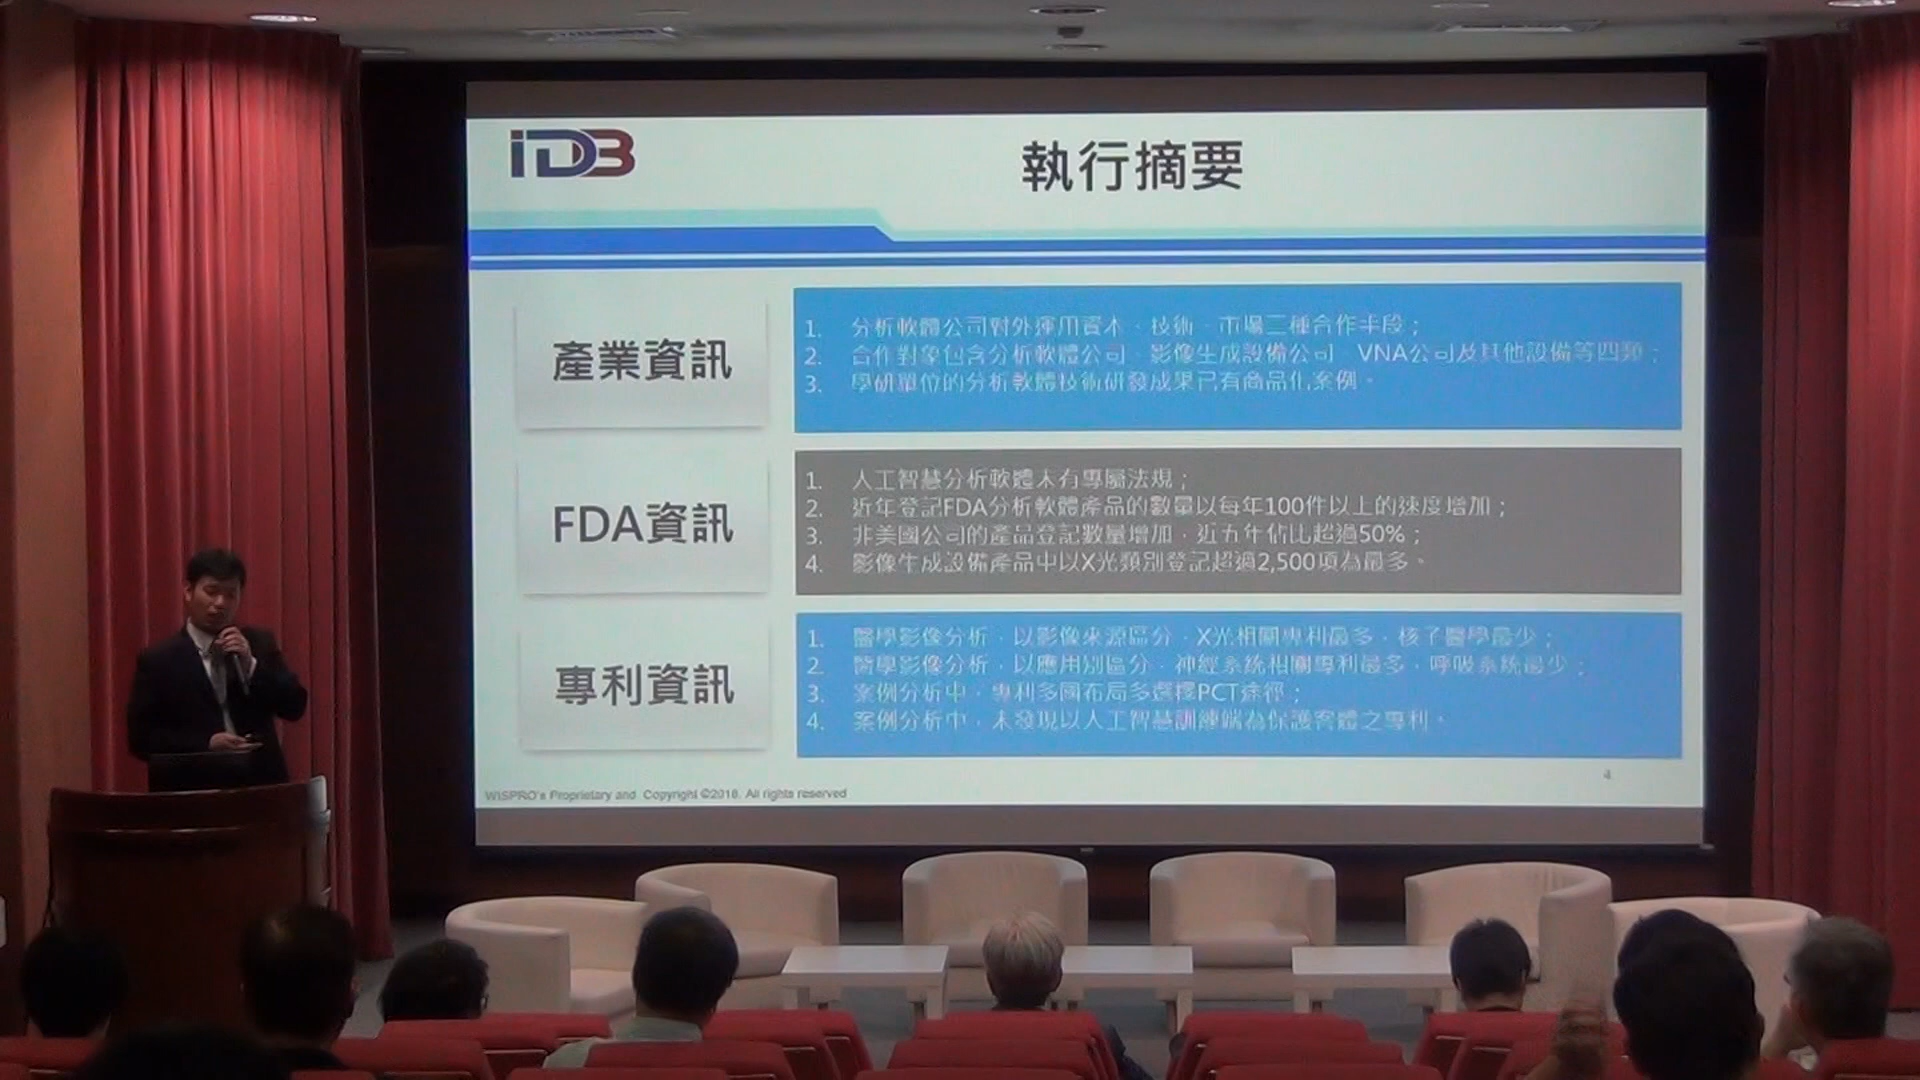 iDB
執行摘要
產業資訊
1. 分析軟體公司對外運用資本、技術、市場三種合作手段；
2. 合作對象包含分析軟體公司、影像生成設備公司、VNA公司及其他設備等四類；
3. 學研單位的分析軟體技術研發成果已有商品化案例。
FDA資訊
1. 人工智慧分析軟體未有專屬法規；
2. 近年登記FDA分析軟體產品的數量以每年100件以上的速度增加；
3. 非美國公司的產品登記數量增加，近五年佔比超過50%；
4. 影像生成設備產品中以X光類別登記超過2,500項為最多。
專利資訊
1. 醫學影像分析，以影像來源區分，X光相關專利最多，核子醫學最少；
2. 醫學影像分析，以應用別區分，神經系統相關專利最多，呼吸系統最少；
3. 案例分析中，專利多國布局多選擇PCT途徑；
4. 案例分析中，未發現以人工智慧訓練端為保護客體之專利。
4
WISPRO's Proprietary and Copyright ©2018. All rights reserved